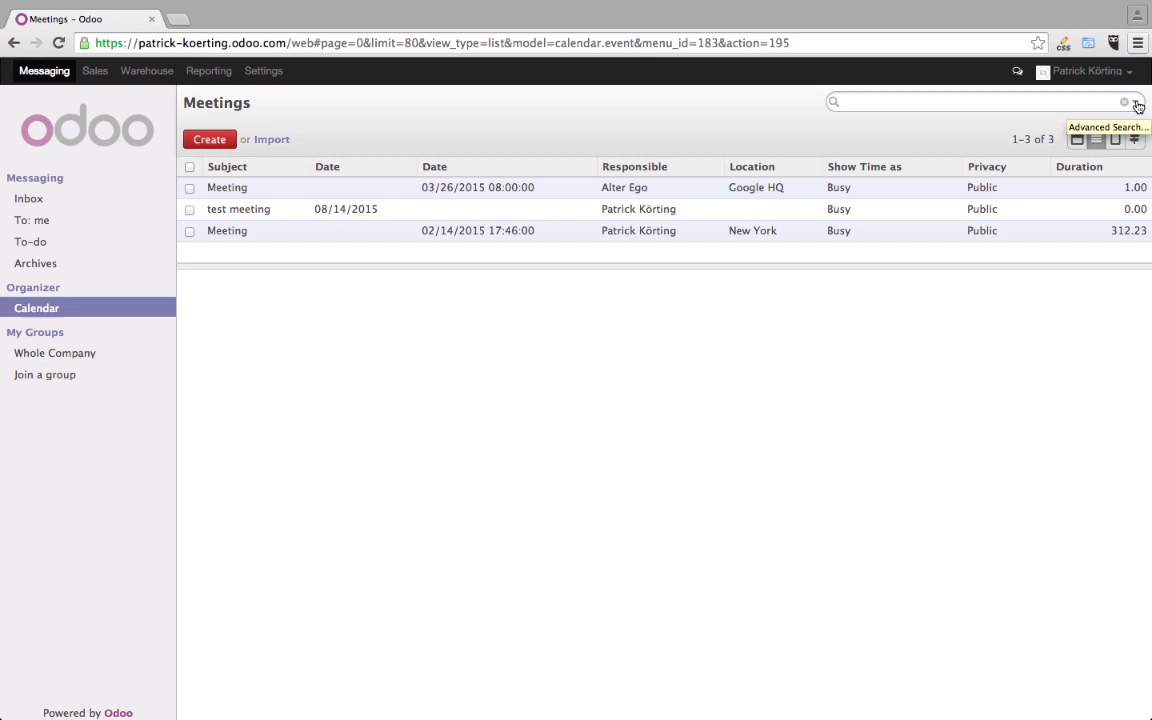 Meetings - Odoo
https://patrick-koerting.odoo.com/web#page=0&limit=80&view_type=list&model=calendar.event&menu_id=183&action=195
css
Messaging Sales Warehouse Reporting Settings Patrick Körting
odoo
Meetings
Advanced Search...
Create or Import 1-3 of 3
Subject Date Date Responsible Location Show Time as Privacy Duration
Meeting 03/26/2015 08:00:00 Alter Ego Google HQ Busy Public 1.00
test meeting 08/14/2015 Patrick Körting Busy Public 0.00
Meeting 02/14/2015 17:46:00 Patrick Körting New York Busy Public 312.23
Messaging
Inbox
To: me
To-do
Archives
Organizer
Calendar
My Groups
Whole Company
Join a group
Powered by Odoo